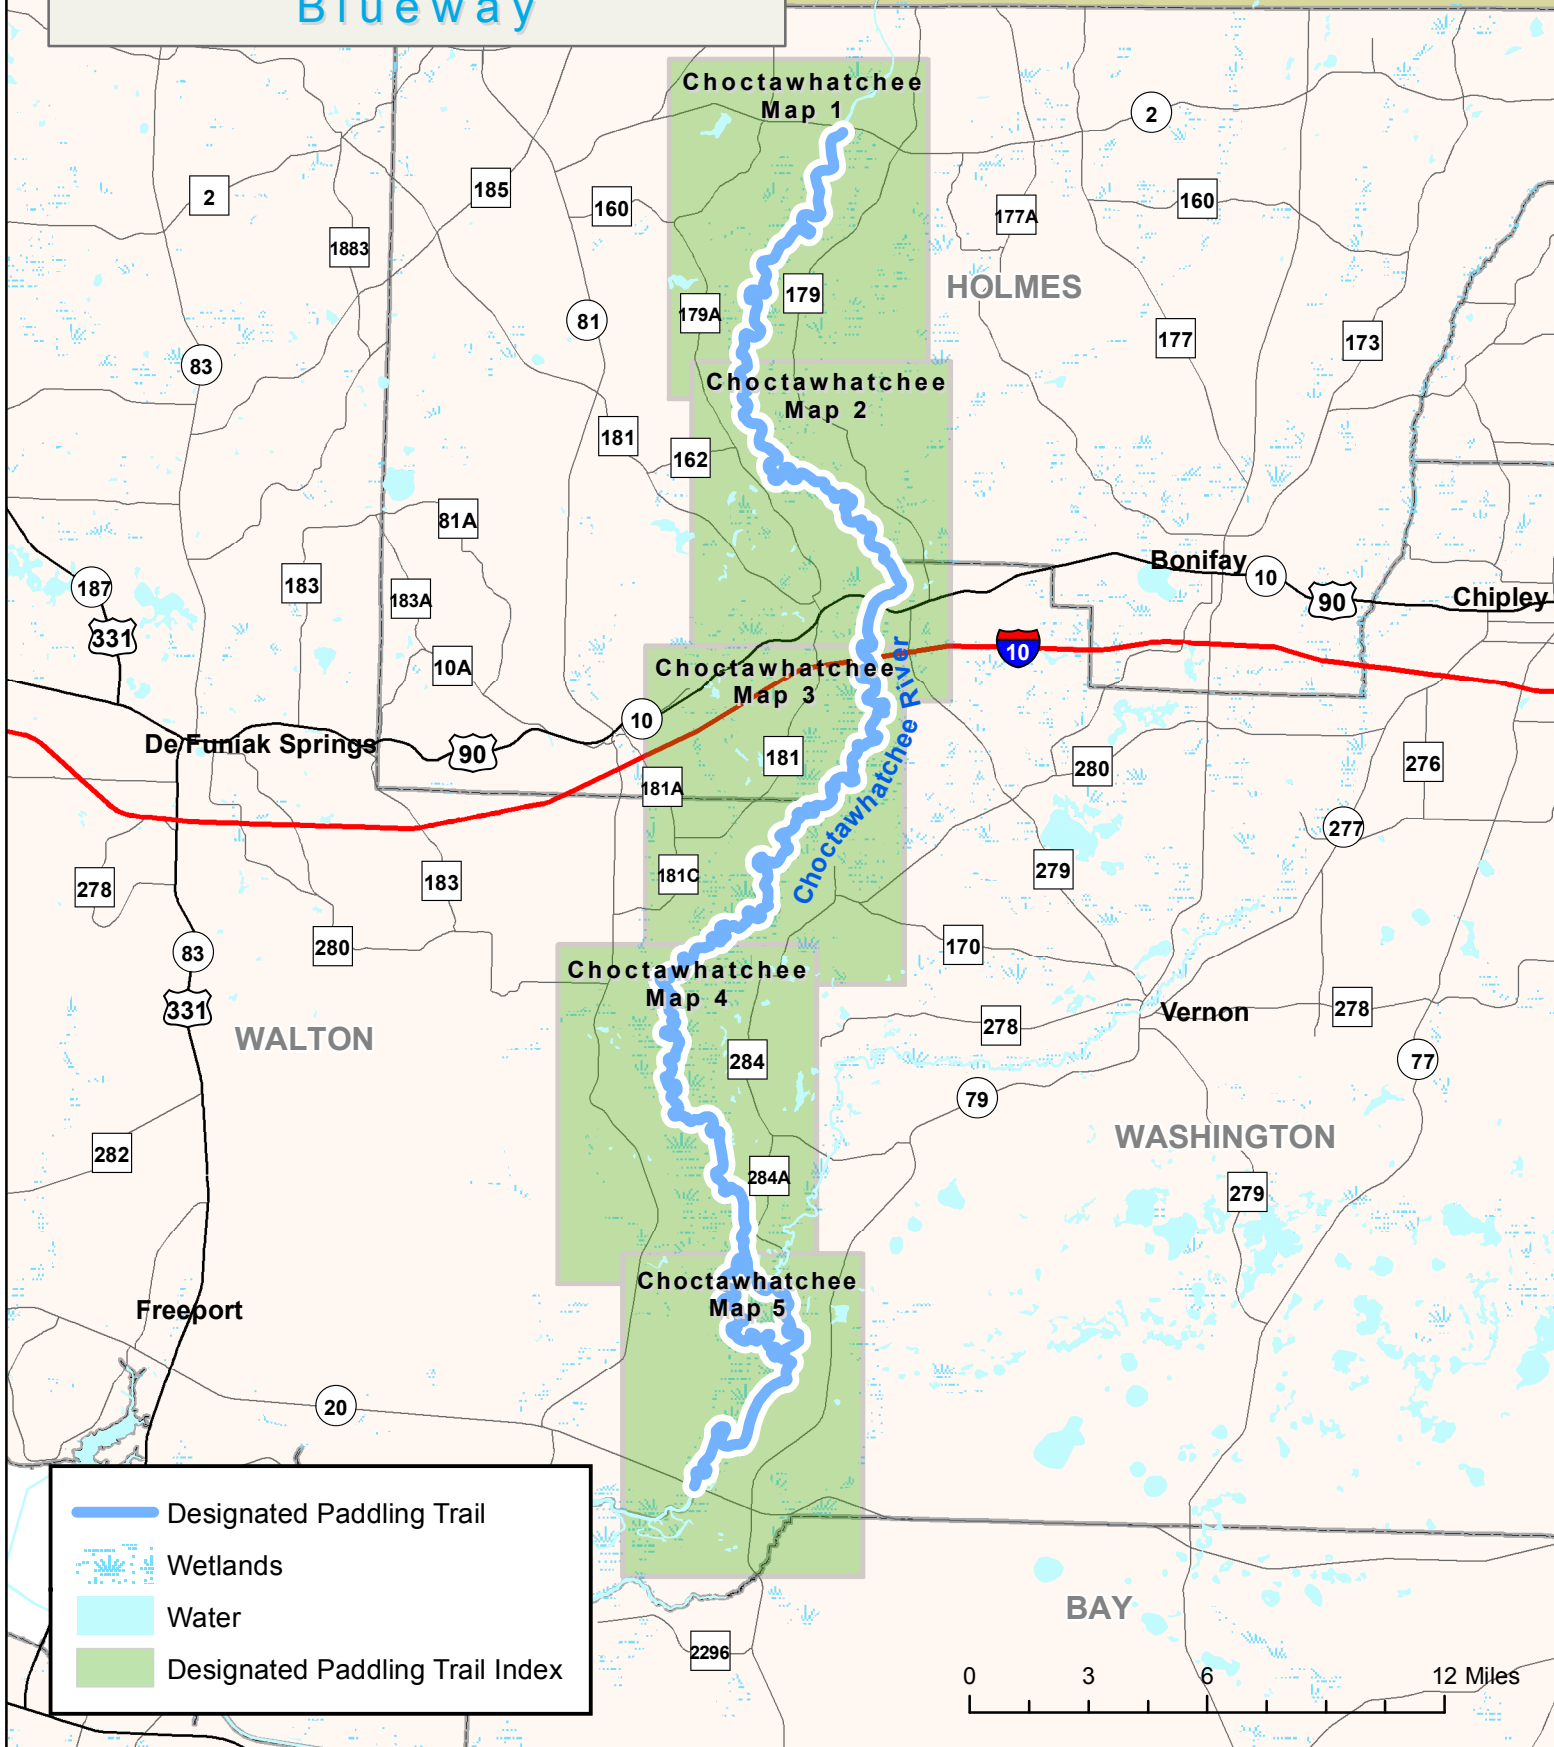 Blueway
Choctawhatchee
Map 1
2
2
185
160
160
177A
1883
HOLMES
179
179A
81
177
173
83
Choctawhatchee
Map 2
181
162
81A
Bonifay
10
187
183
183A
90
Chipley
331
10A
10
Choctawhatchee
Map 3
10
De Funiak Springs
90
181
280
276
181A
Choctawhatchee River
277
278
183
181C
279
83
280
170
Choctawhatchee
Map 4
331
278
Vernon
278
WALTON
284
77
79
282
WASHINGTON
284A
279
Choctawhatchee
Map 5
Freeport
20
Designated Paddling Trail
Wetlands
Water
Designated Paddling Trail Index
BAY
2296
0 3 6 12 Miles